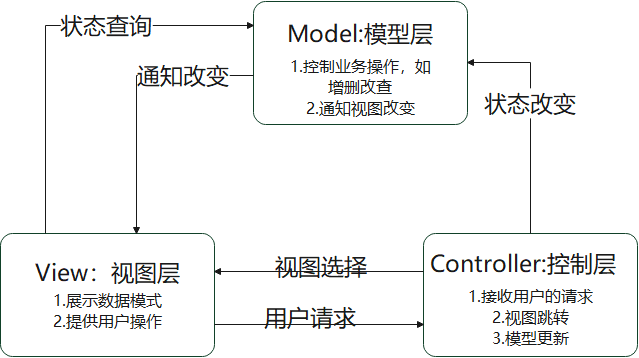 状态查询
Model:模型层
1.控制业务操作，如
增删改查
2.通知视图改变
通知改变
状态改变
View：视图层
1.展示数据模式
2.提供用户操作
视图选择
用户请求
Controller:控制层
1.接收用户的请求
2.视图跳转
3.模型更新